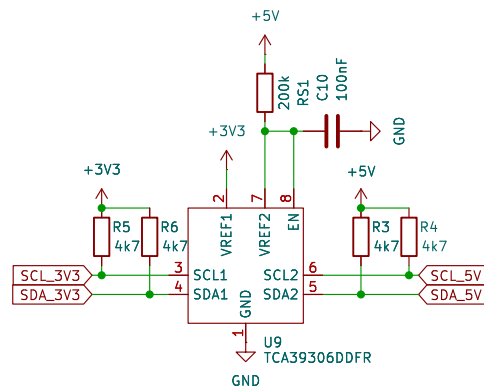 +5V
200k
RS1
C10
100nF
GND
+3V3
2
7
8
VREF1
VREF2
EN
+3V3
R5
4k7
R6
4k7
+5V
R3
4k7
R4
4k7
SCL_3V3
3
SCL1
SCL2
6
SCL_5V
SDA_3V3
4
SDA1
SDA2
5
SDA_5V
GND
1
U9
TCA39306DDFR
GND